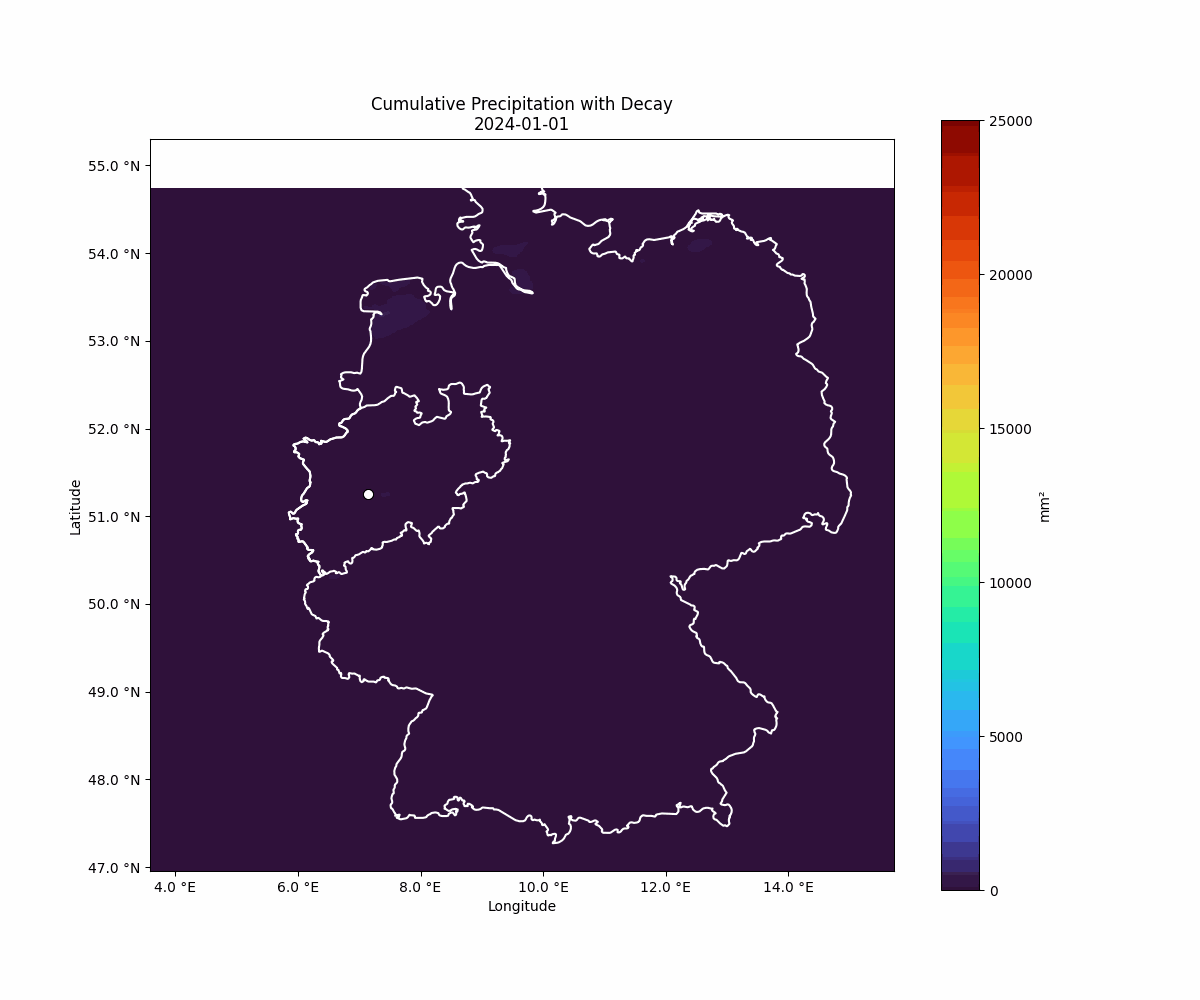 Cumulative Precipitation with Decay
2024-01-01
55.0 °N
54.0 °N
53.0 °N
52.0 °N
51.0 °N
50.0 °N
49.0 °N
48.0 °N
47.0 °N
Latitude
4.0 °E 6.0 °E 8.0 °E 10.0 °E 12.0 °E 14.0 °E
Longitude
25000
20000
15000
10000
5000
0
mm²